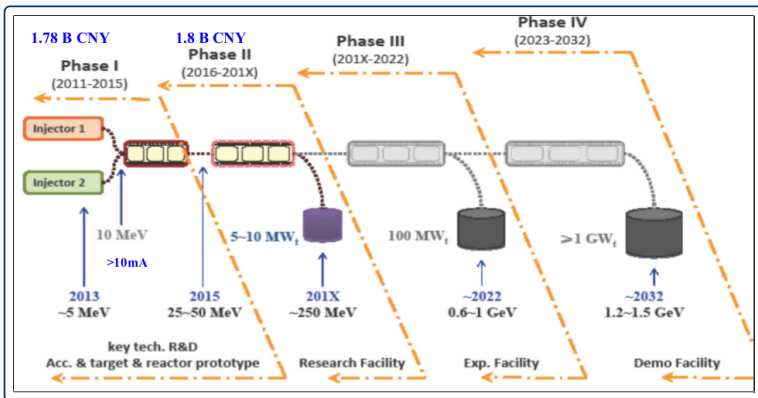 1.78 B CNY
Phase I
(2011-2015)
1.8 B CNY
Phase II
(2016-201X)
Phase III
(201X-2022)
Phase IV
(2023-2032)
Injector 1
Injector 2
10 MeV
>10mA
5~10 MWt
100 MWt
⩾1 GWt
2013
~5 MeV
2015
25~50 MeV
201X
~250 MeV
~2022
0.6~1 GeV
~2032
1.2~1.5 GeV
key tech. R&D
Acc. & target & reactor prototype
Research Facility
Exp. Facility
Demo Facility